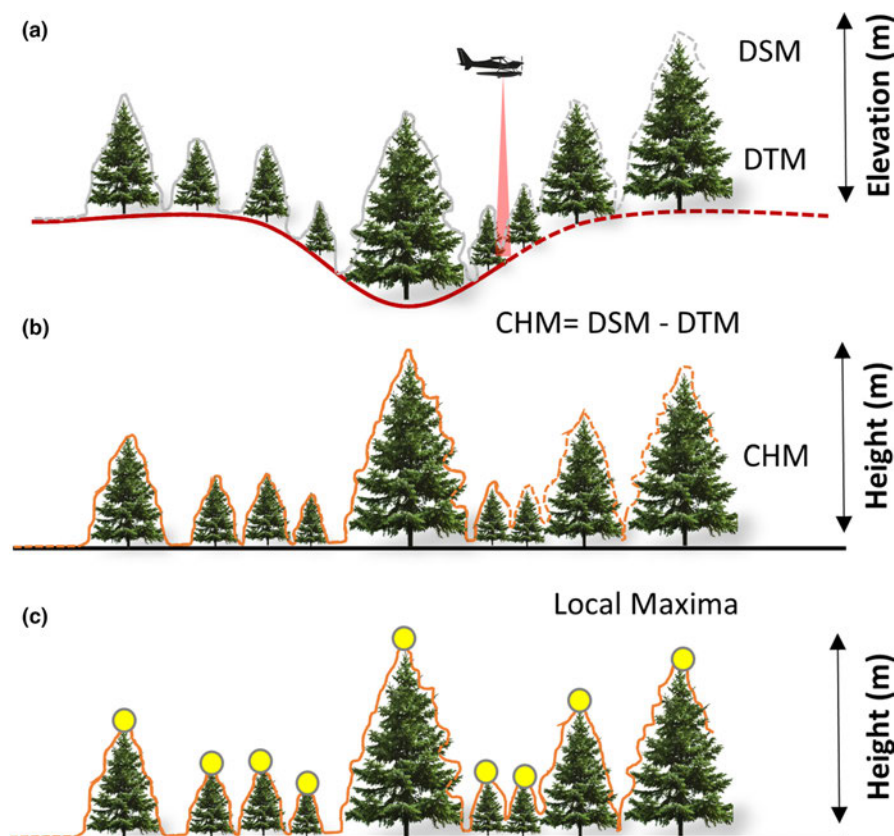 (a)
DSM
DTM
Elevation (m)
(b)
CHM= DSM - DTM
CHM
Height (m)
(c)
Local Maxima
Height (m)